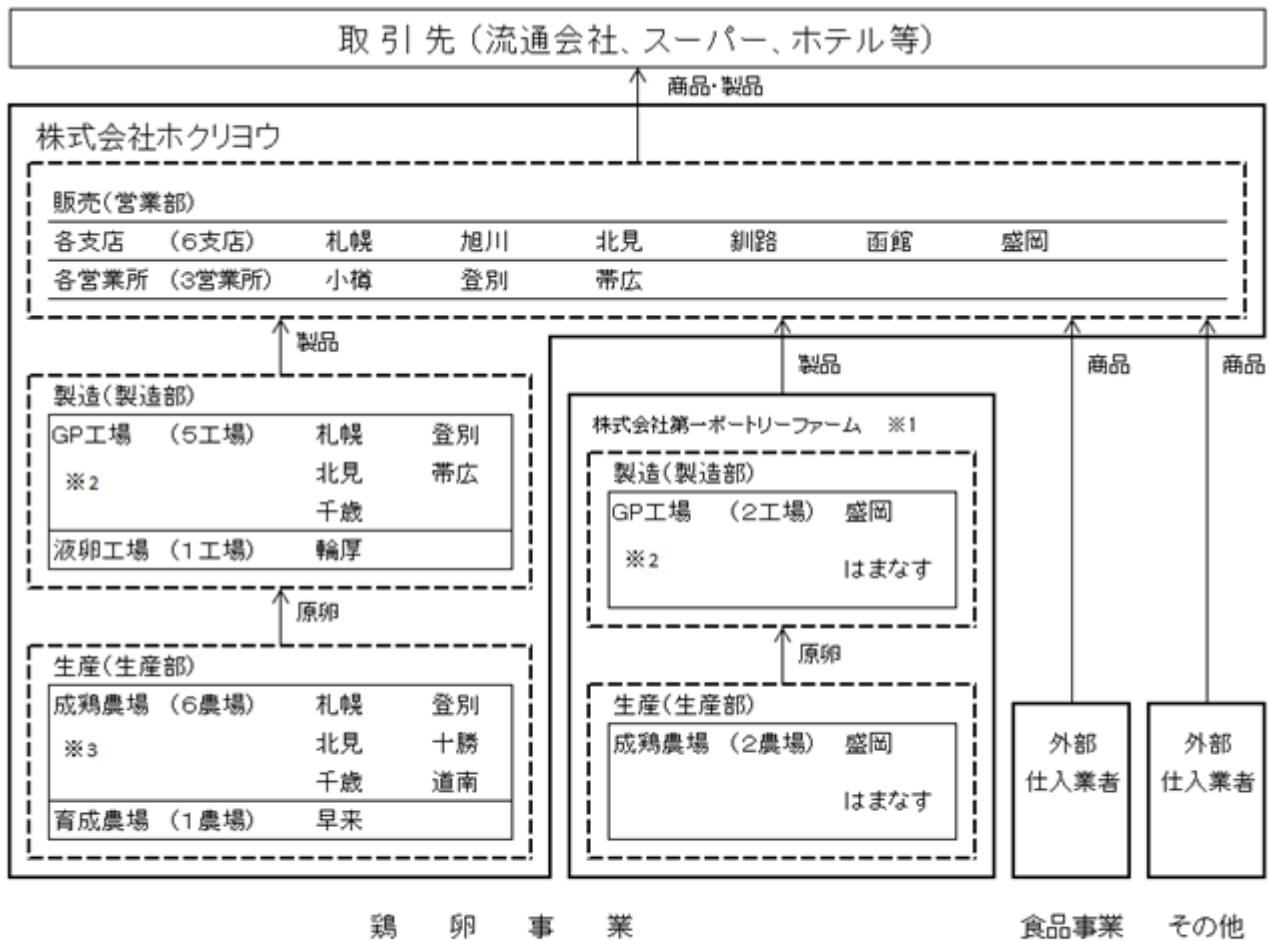 取引先（流通会社、スーパー、ホテル等）
商品・製品
株式会社ホクリヨウ
販売(営業部)
各支店 (6支店) 札幌 旭川 北見 釧路 函館 盛岡
各営業所 (3営業所) 小樽 登別 帯広
製品
製造(製造部)
GP工場 (5工場) 札幌 登別
※2 北見 帯広
千歳
液卵工場 (1工場) 輪厚
原卵
生産(生産部)
成鶏農場 (6農場) 札幌 登別
※3 北見 十勝
千歳 道南
育成農場 (1農場) 早来
製品
株式会社第一ポートリーファーム ※1
製造(製造部)
GP工場 (2工場) 盛岡
※2
はまなす
原卵
生産(生産部)
成鶏農場 (2農場) 盛岡
はまなす
商品
外部
仕入業者
商品
外部
仕入業者
鶏卵事業
食品事業
その他